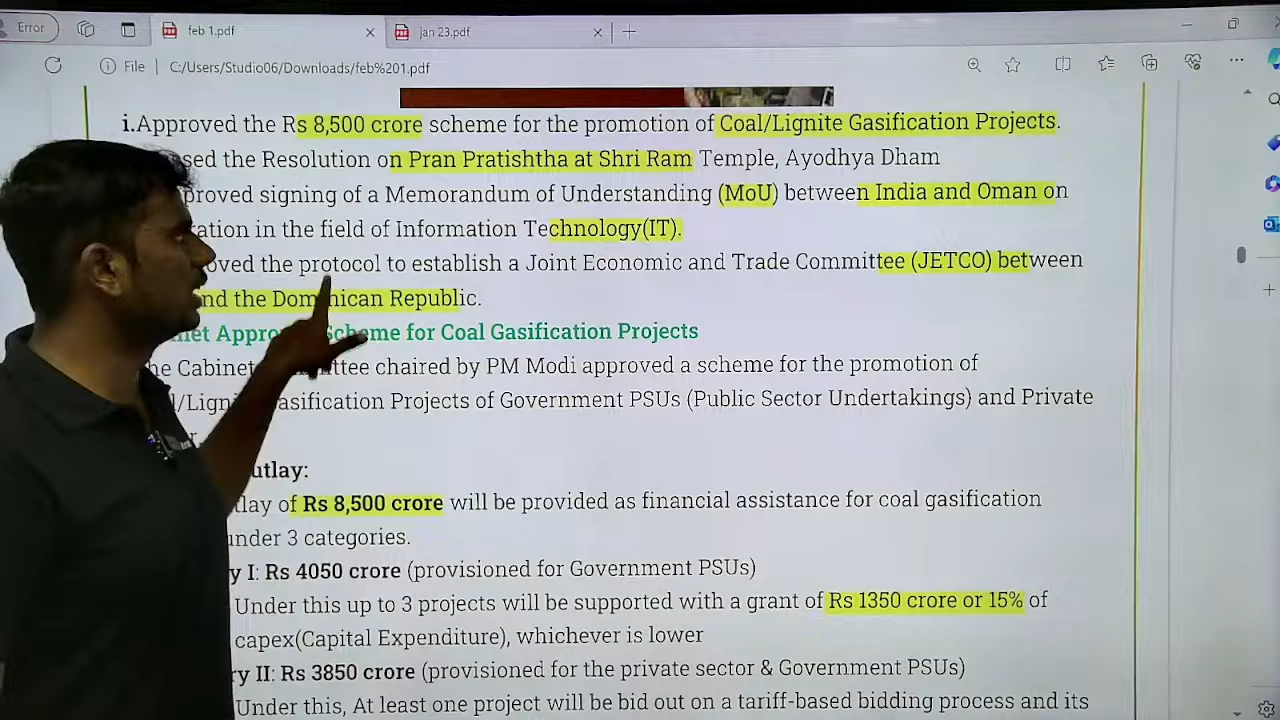 Error
feb 1.pdf
jan 23.pdf
File
C:/Users/Studio06/Downloads/feb%201.pdf
i.Approved the Rs 8,500 crore scheme for the promotion of Coal/Lignite Gasification Projects.
sed the Resolution on Pran Pratishtha at Shri Ram Temple, Ayodhya Dham
proved signing of a Memorandum of Understanding (MoU) between India and Oman on
ation in the field of Information Technology(IT).
oved the protocol to establish a Joint Economic and Trade Committee (JETCO) between
nd the Dominican Republic.
net Appro Scheme for Coal Gasification Projects
he Cabinet ttee chaired by PM Modi approved a scheme for the promotion of
l/Ligni asification Projects of Government PSUs (Public Sector Undertakings) and Private
r.
utlay:
tlay of Rs 8,500 crore will be provided as financial assistance for coal gasification
under 3 categories.
y I: Rs 4050 crore (provisioned for Government PSUs)
Under this up to 3 projects will be supported with a grant of Rs 1350 crore or 15% of
capex(Capital Expenditure), whichever is lower
ry II: Rs 3850 crore (provisioned for the private sector & Government PSUs)
Under this, At least one project will be bid out on a tariff-based bidding process and its